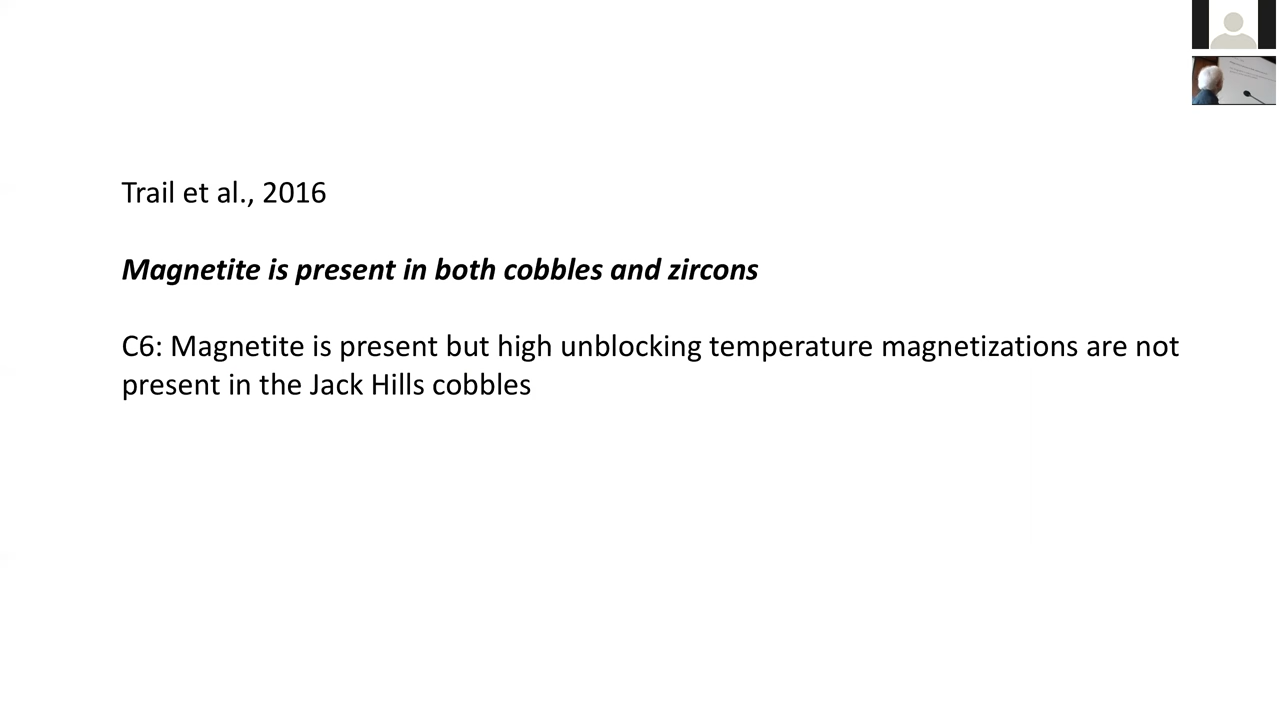 Trail et al., 2016
Magnetite is present in both cobbles and zircons
C6: Magnetite is present but high unblocking temperature magnetizations are not
present in the Jack Hills cobbles